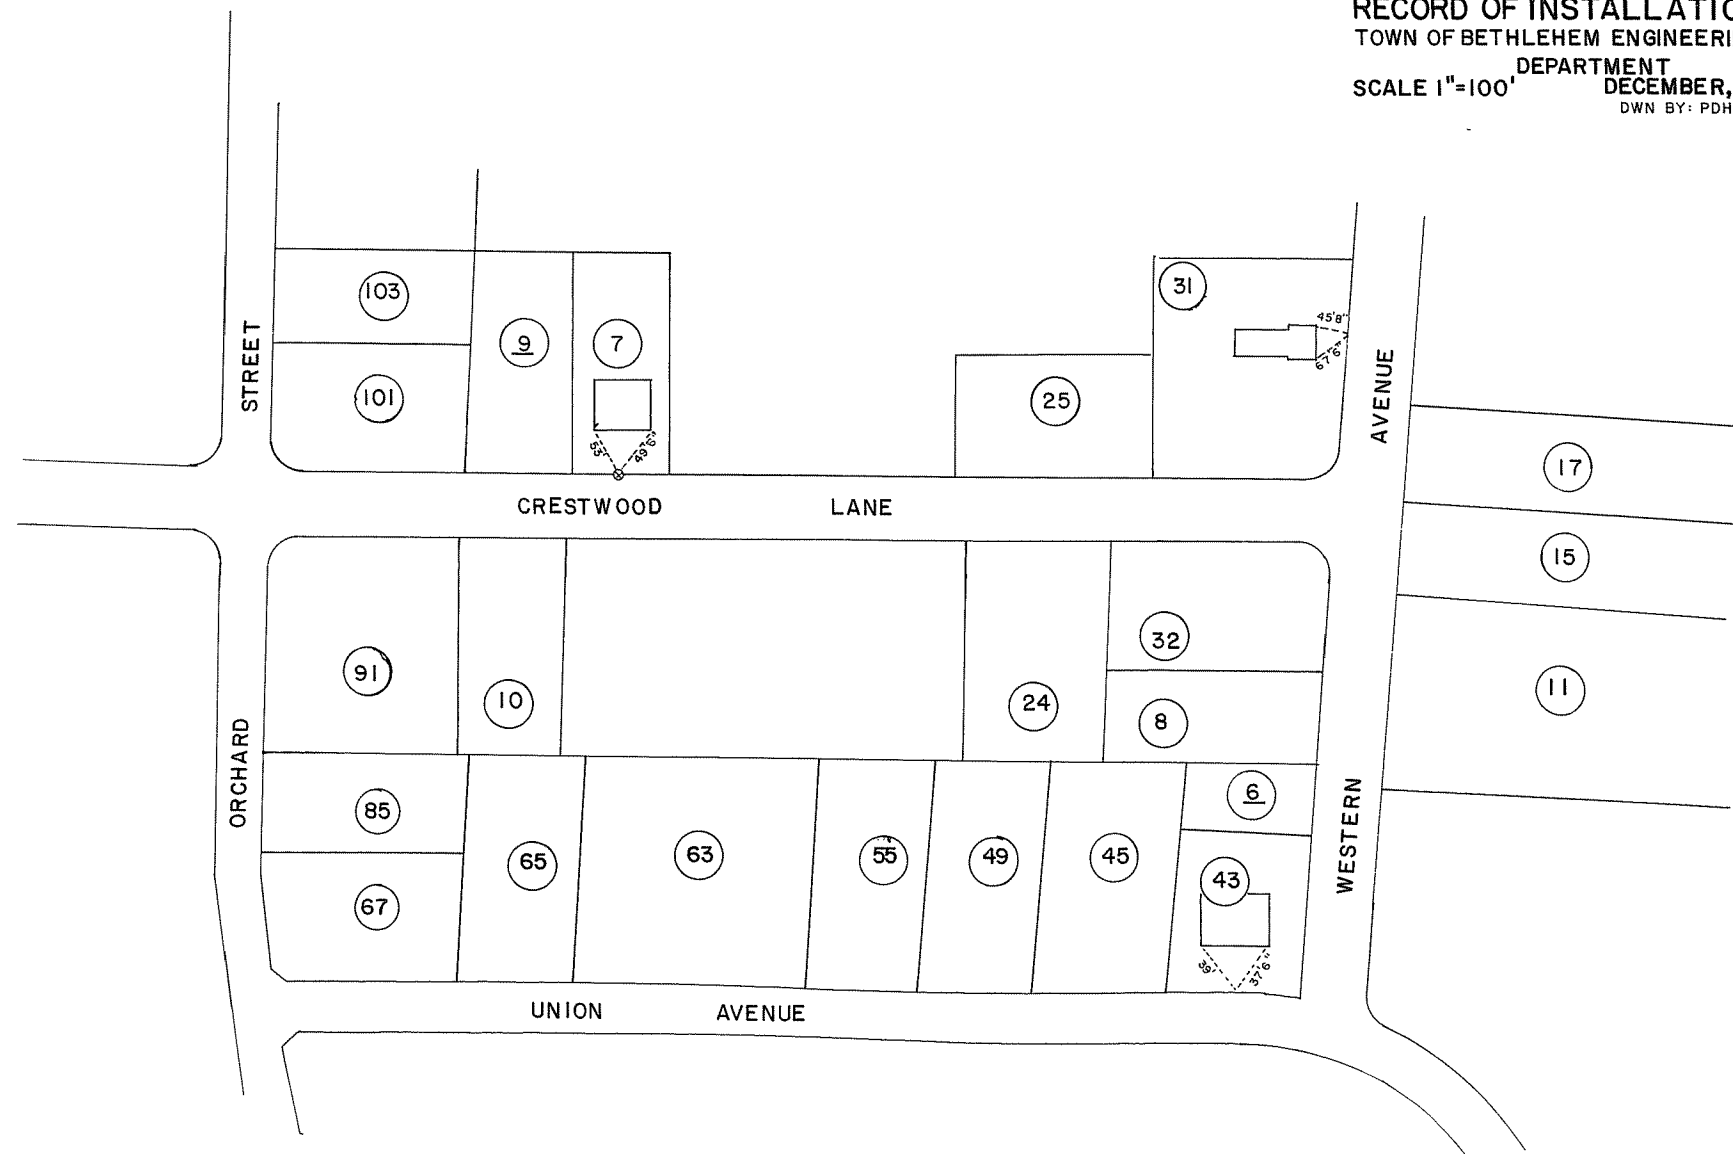 RECORD OF INSTALLATIO
TOWN OF BETHLEHEM ENGINEERI
DEPARTMENT
SCALE 1"=100' DECEMBER,
DWN BY: PDH
103
9
7
31
45'8"
67'6"
101
25
STREET
AVENUE
53'
49'6"
17
CRESTWOOD LANE
15
32
91
10
24
8
11
ORCHARD
85
6
WESTERN
65
63
55
49
45
43
67
39'
37'6"
UNION AVENUE